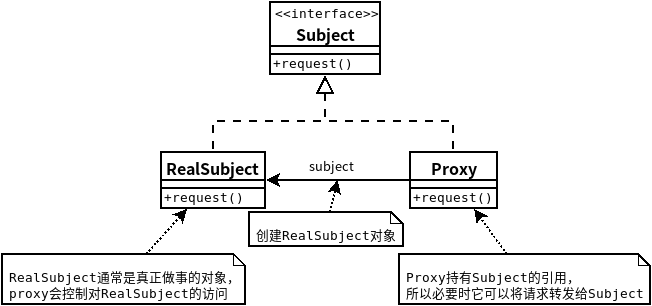 <<interface>>
Subject
+request()
RealSubject
+request()
subject
Proxy
+request()
创建RealSubject对象
RealSubject通常是真正做事的对象，
proxy会控制对RealSubject的访问
Proxy持有Subject的引用，
所以必要时它可以将请求转发给Subject